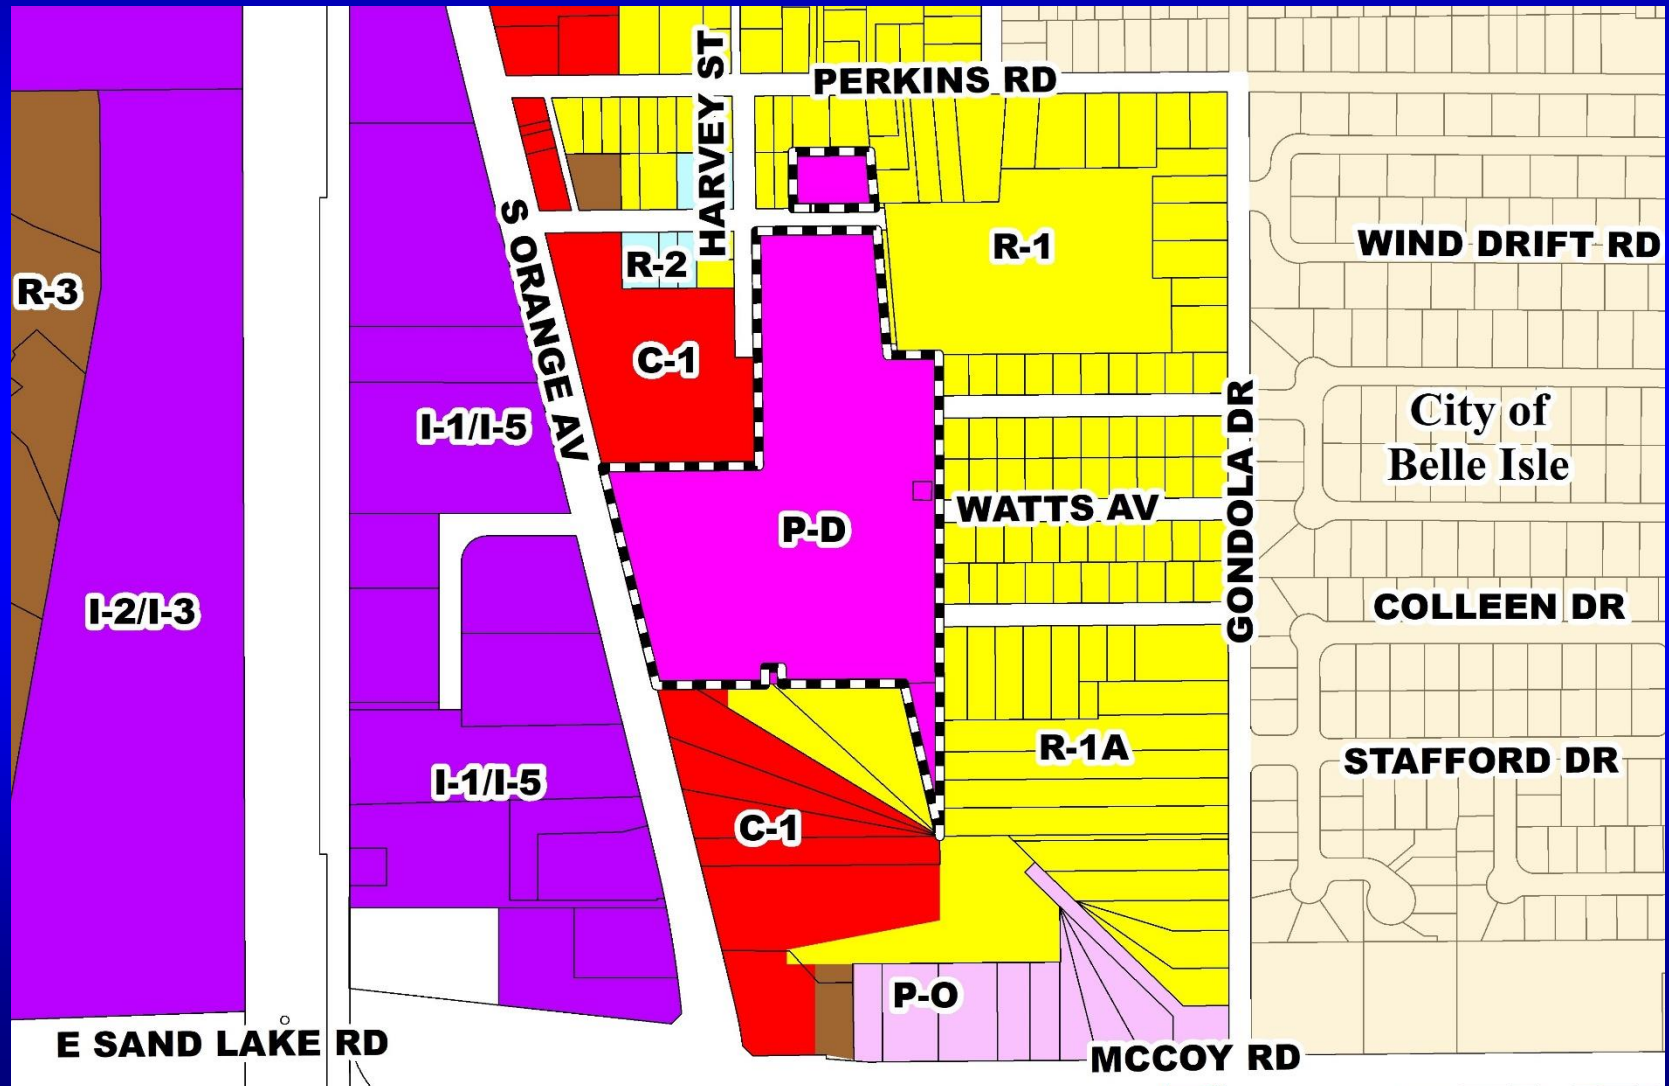 HARVEY ST
PERKINS RD
S ORANGE AV
R-2
R-1
WIND DRIFT RD
R-3
C-1
I-1/I-5
City of
Belle Isle
GONDOLA DR
WATTS AV
P-D
I-2/I-3
COLLEEN DR
R-1A
STAFFORD DR
I-1/I-5
C-1
P-O
E SAND LAKE RD
MCCOY RD